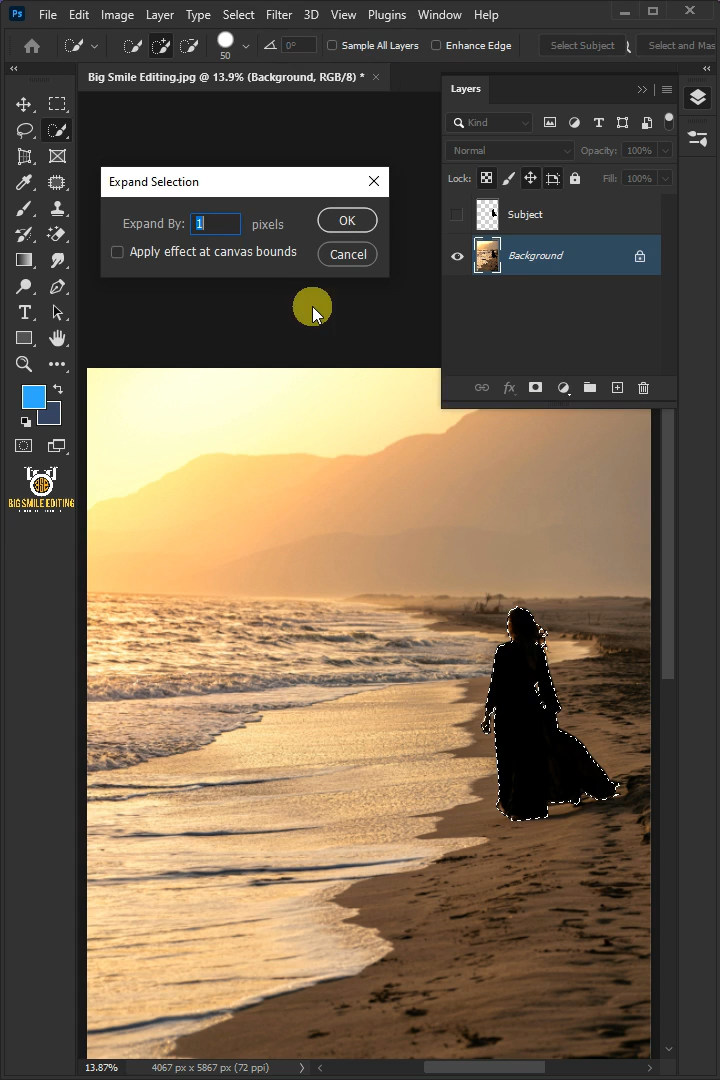 Ps File Edit Image Layer Type Select Filter 3D View Plugins Window Help
50
0°
Sample All Layers
Enhance Edge
Select Subject
Select and Mas
Big Smile Editing.jpg @ 13.9% (Background, RGB/8) *
Layers
Kind
Normal
Opacity: 100%
Lock:
Fill: 100%
Subject
Background
Expand Selection
Expand By: 1 pixels
OK
Apply effect at canvas bounds
Cancel
BIG SMILE EDITING
13.87%
4067 px x 5867 px (72 ppi)